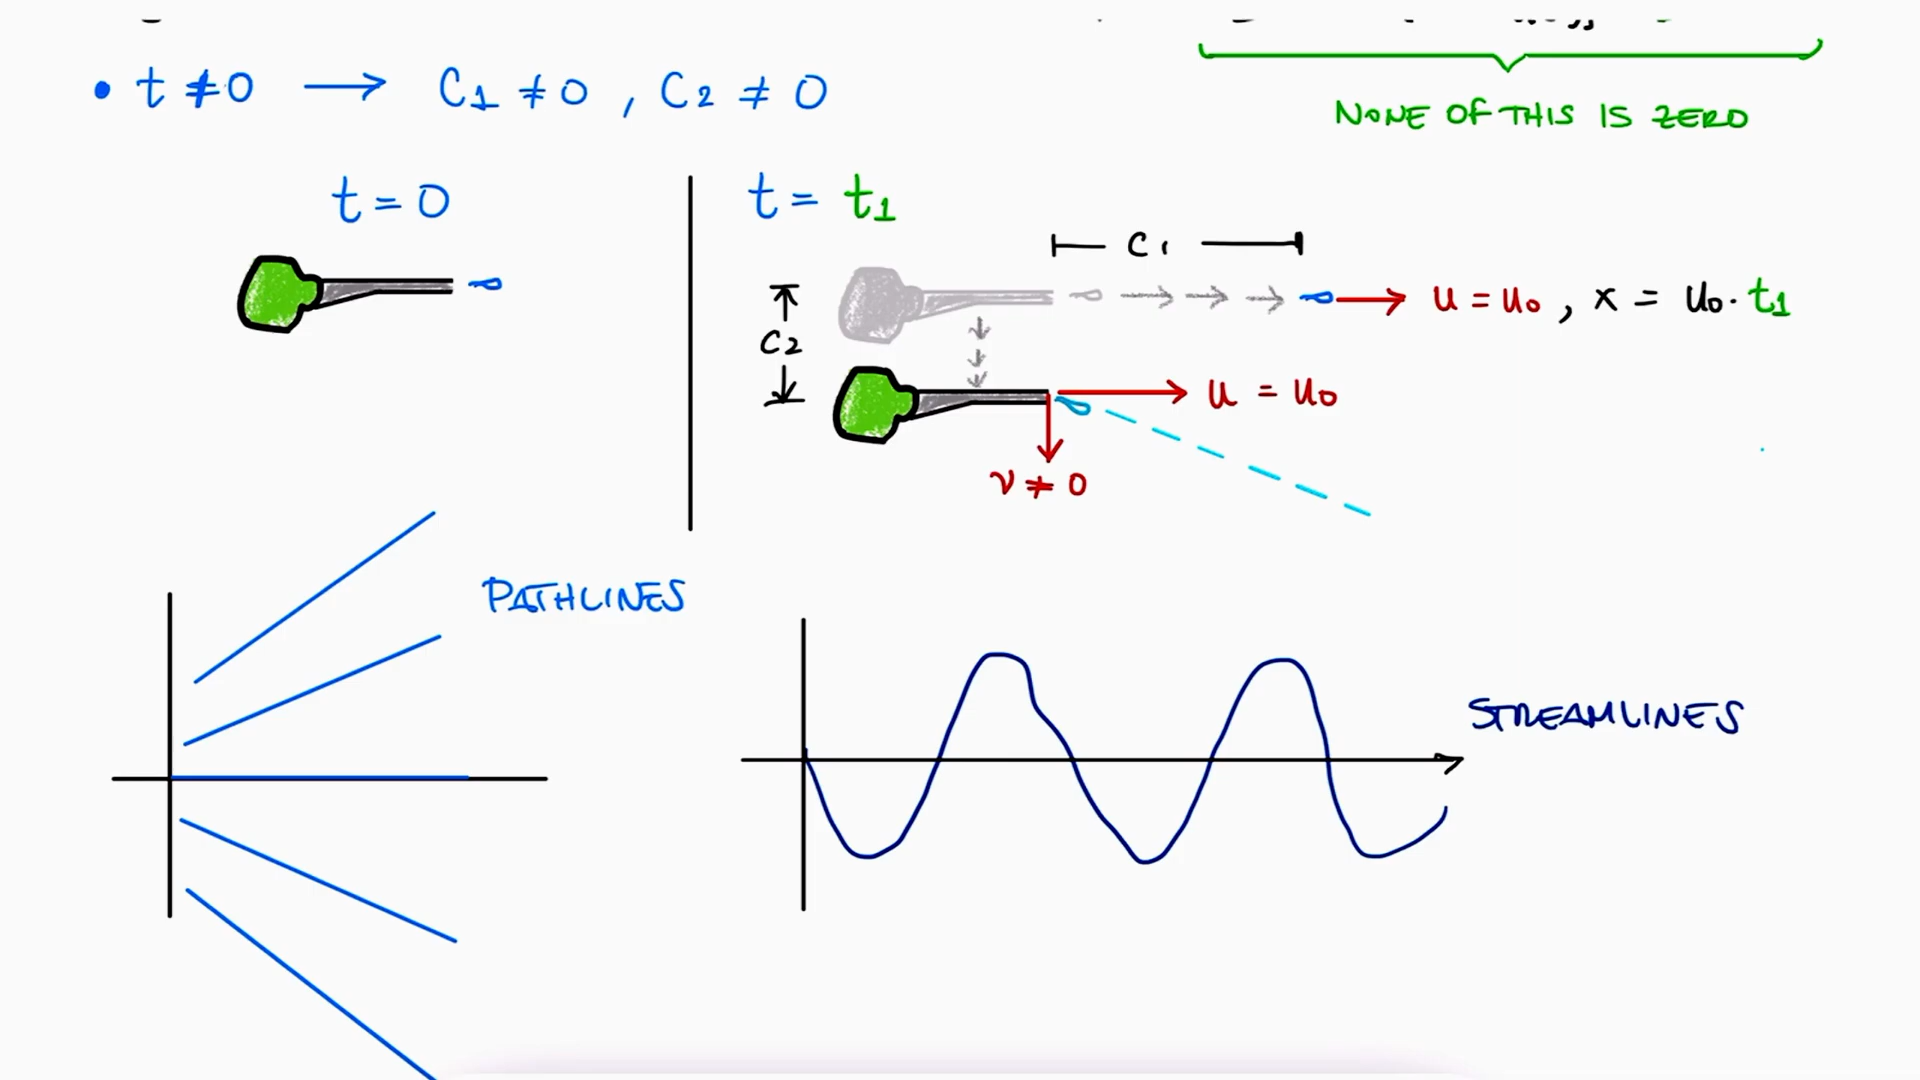 • t ≠ 0 → C1 ≠ 0 , C2 ≠ 0
NONE OF THIS IS ZERO
t = 0
t = t1
C1
u = u0 , x = u0 · t1
C2
u = u0
v ≠ 0
PATHLINES
STREAMLINES